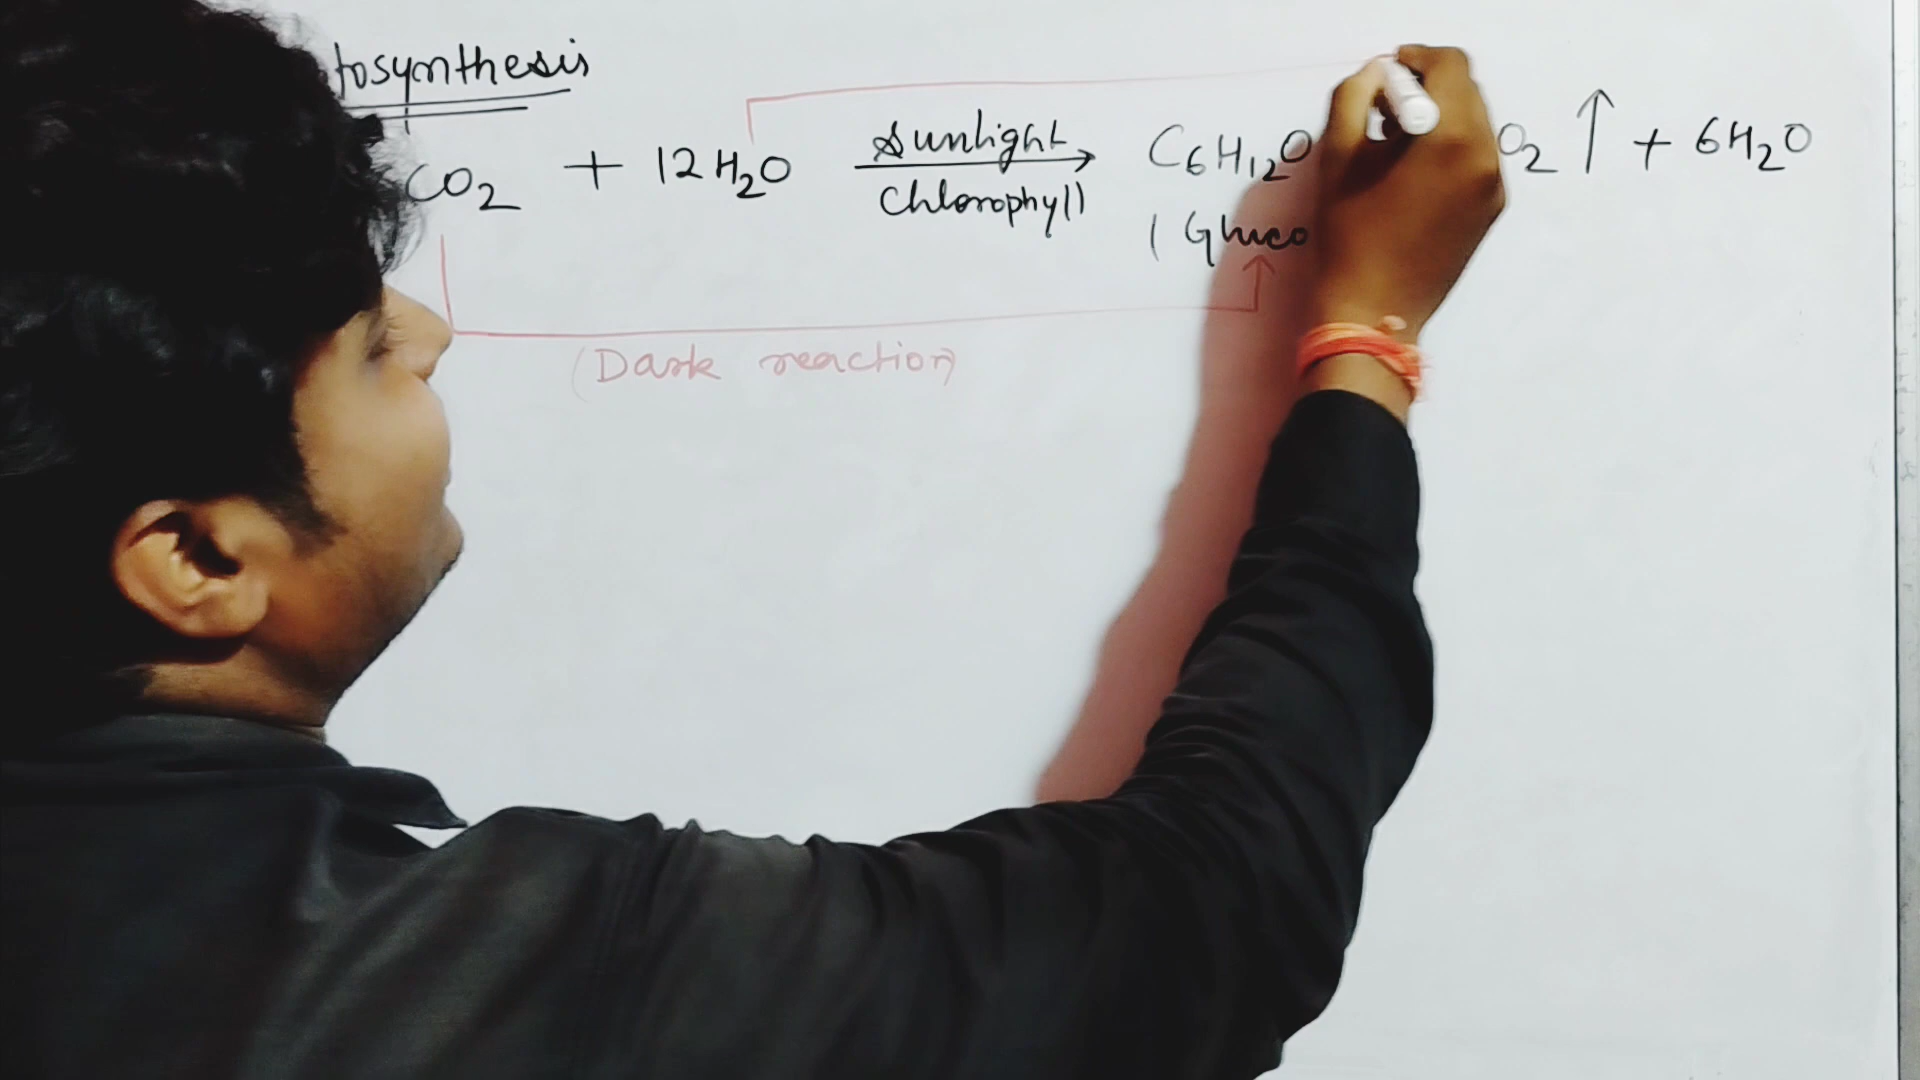 tosynthesis
CO2 + 12H2O Sunlight Chlorophyll → C6H12O O2 ↑ + 6H2O
(Gluco
(Dark reaction)